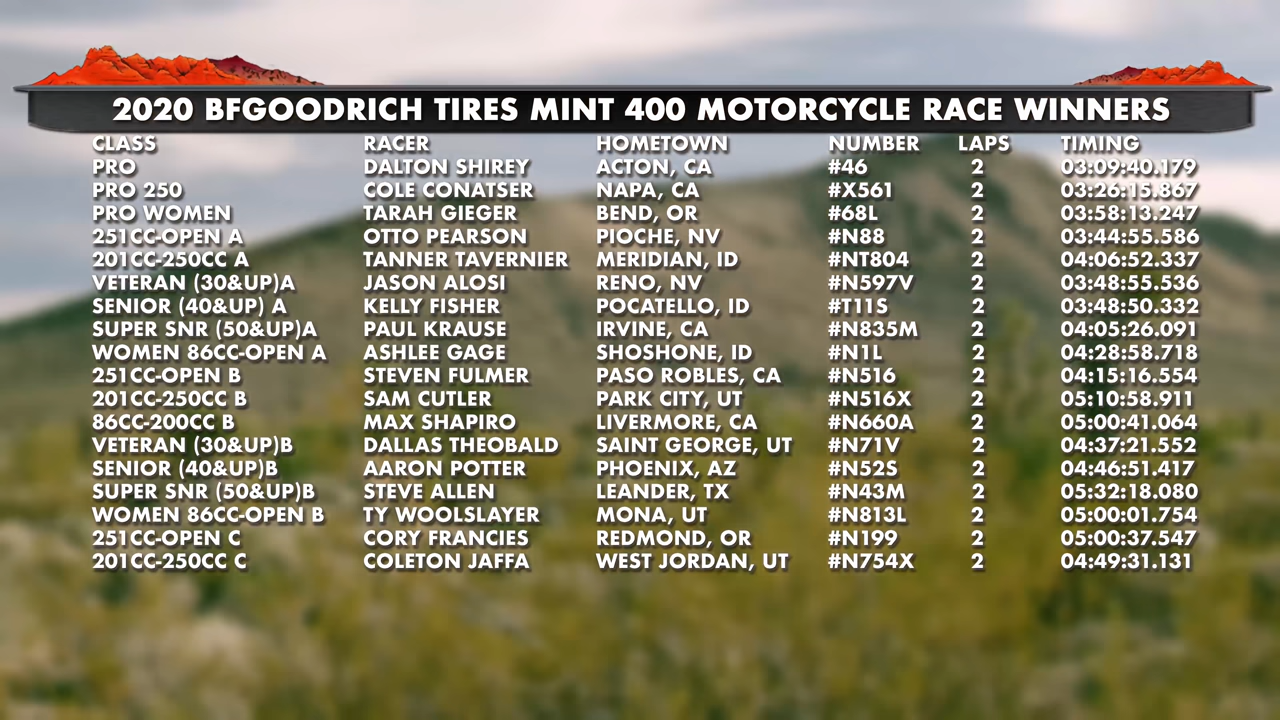 2020 BFGOODRICH TIRES MINT 400 MOTORCYCLE RACE WINNERS
CLASS RACER HOMETOWN NUMBER LAPS TIMING
PRO DALTON SHIREY ACTON, CA #46 2 03:09:40.179
PRO 250 COLE CONATSER NAPA, CA #X561 2 03:26:15.867
PRO WOMEN TARAH GIEGER BEND, OR #68L 2 03:58:13.247
251CC-OPEN A OTTO PEARSON PIOCHE, NV #N88 2 03:44:55.586
201CC-250CC A TANNER TAVERNIER MERIDIAN, ID #NT804 2 04:06:52.337
VETERAN (30&UP)A JASON ALOSI RENO, NV #N597V 2 03:48:55.536
SENIOR (40&UP) A KELLY FISHER POCATELLO, ID #T11S 2 03:48:50.332
SUPER SNR (50&UP)A PAUL KRAUSE IRVINE, CA #N835M 2 04:05:26.091
WOMEN 86CC-OPEN A ASHLEE GAGE SHOSHONE, ID #N1L 2 04:28:58.718
251CC-OPEN B STEVEN FULMER PASO ROBLES, CA #N516 2 04:15:16.554
201CC-250CC B SAM CUTLER PARK CITY, UT #N516X 2 05:10:58.911
86CC-200CC B MAX SHAPIRO LIVERMORE, CA #N660A 2 05:00:41.064
VETERAN (30&UP)B DALLAS THEOBALD SAINT GEORGE, UT #N71V 2 04:37:21.552
SENIOR (40&UP)B AARON POTTER PHOENIX, AZ #N52S 2 04:46:51.417
SUPER SNR (50&UP)B STEVE ALLEN LEANDER, TX #N43M 2 05:32:18.080
WOMEN 86CC-OPEN B TY WOOLSLAYER MONA, UT #N813L 2 05:00:01.754
251CC-OPEN C CORY FRANCIES REDMOND, OR #N199 2 05:00:37.547
201CC-250CC C COLETON JAFFA WEST JORDAN, UT #N754X 2 04:49:31.131